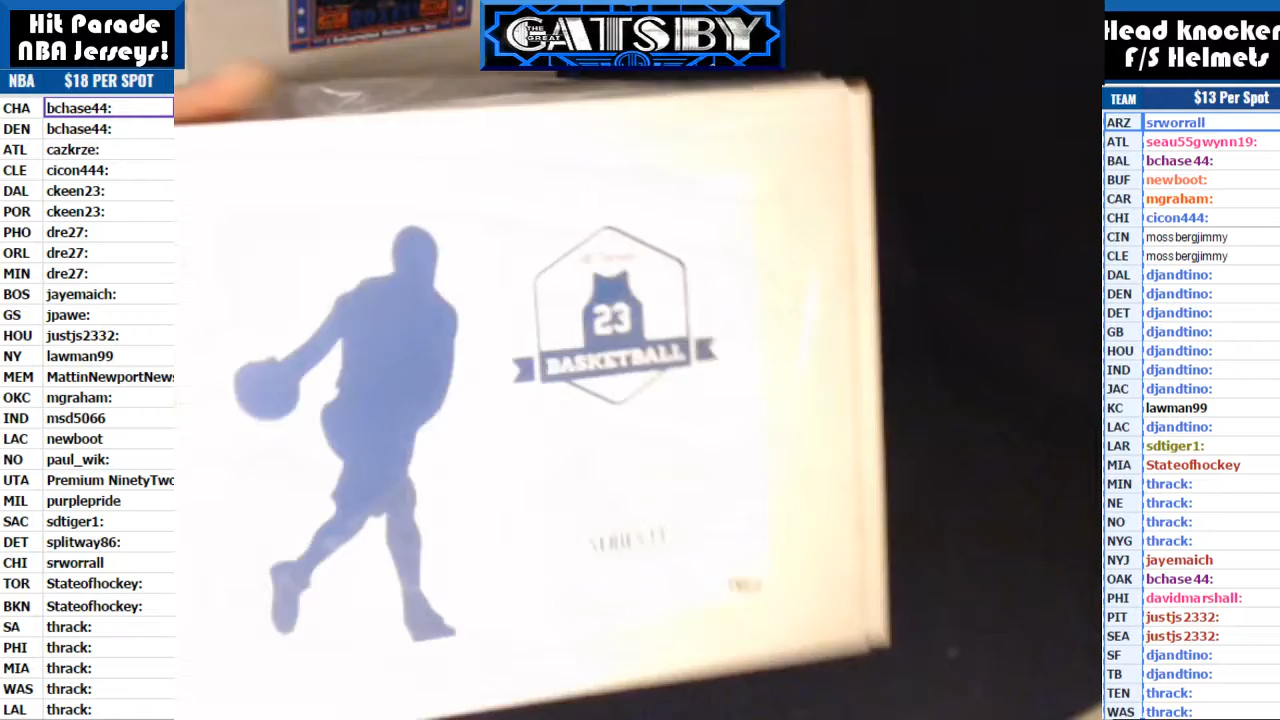 Hit Parade
NBA Jerseys!
NBA $18 PER SPOT
CHA bchase44:
DEN bchase44:
ATL cazkrze:
CLE cicon444:
DAL ckeen23:
POR ckeen23:
PHO dre27:
ORL dre27:
MIN dre27:
BOS jayemaich:
GS jpawe:
HOU justjs2332:
NY lawman99
MEM MattinNewportNews
OKC mgraham:
IND msd5066
LAC newboot
NO paul_wik:
UTA Premium NinetyTwo
MIL purplepride
SAC sdtiger1:
DET splitway86:
CHI srworrall
TOR Stateofhockey:
BKN Stateofhockey:
SA thrack:
PHI thrack:
MIA thrack:
WAS thrack:
LAL thrack:
THE GREAT
GATSBY
23
BASKETBALL
Head knocker
F/S Helmets
TEAM $13 Per Spot
ARZ srworrall
ATL seau55gwynn19:
BAL bchase44:
BUF newboot:
CAR mgraham:
CHI cicon444:
CIN mossbergjimmy
CLE mossbergjimmy
DAL djandtino:
DEN djandtino:
DET djandtino:
GB djandtino:
HOU djandtino:
IND djandtino:
JAC djandtino:
KC lawman99
LAC djandtino:
LAR sdtiger1:
MIA Stateofhockey
MIN thrack:
NE thrack:
NO thrack:
NYG thrack:
NYJ jayemaich
OAK bchase44:
PHI davidmarshall:
PIT justjs2332:
SEA justjs2332:
SF djandtino:
TB djandtino:
TEN thrack:
WAS thrack: